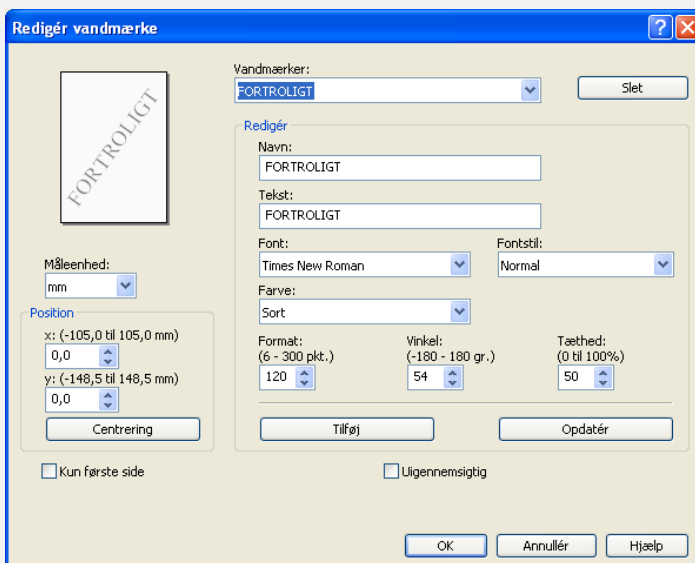 Redigér vandmærke
FORTROLIGT
Vandmærker:
FORTROLIGT
Slet
Redigér
Navn:
FORTROLIGT
Tekst:
FORTROLIGT
Font:
Fontstil:
Times New Roman
Normal
Farve:
Sort
Format:
(6 - 300 pkt.)
120
Vinkel:
(-180 - 180 gr.)
54
Tæthed:
(0 til 100%)
50
Tilføj
Opdatér
Måleenhed:
mm
Position
x: (-105,0 til 105,0 mm)
0,0
y: (-148,5 til 148,5 mm)
0,0
Centrering
Kun første side
Uigennemsigtig
OK
Annullér
Hjælp